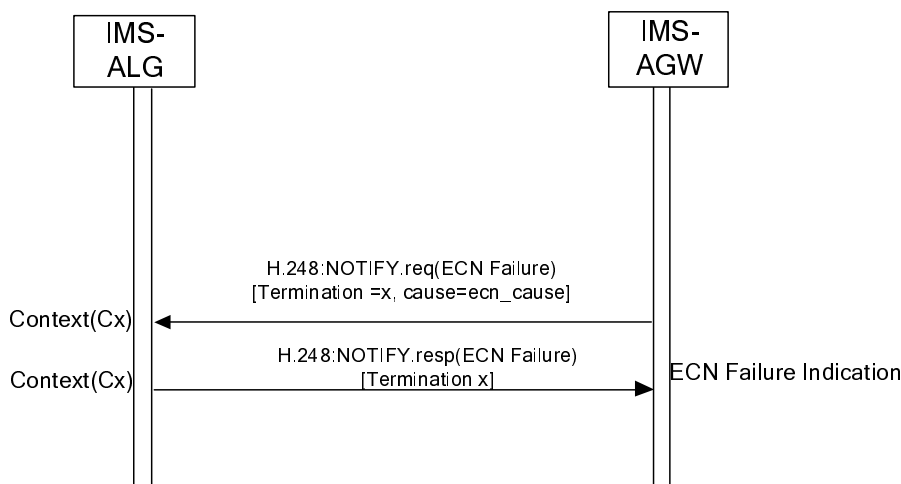 IMS-
ALG
IMS-
AGW
H.248:NOTIFY.req(ECN Failure)
[Termination =x, cause=ecn_cause]
Context(Cx)
H.248:NOTIFY.resp(ECN Failure)
[Termination x]
Context(Cx)
ECN Failure Indication